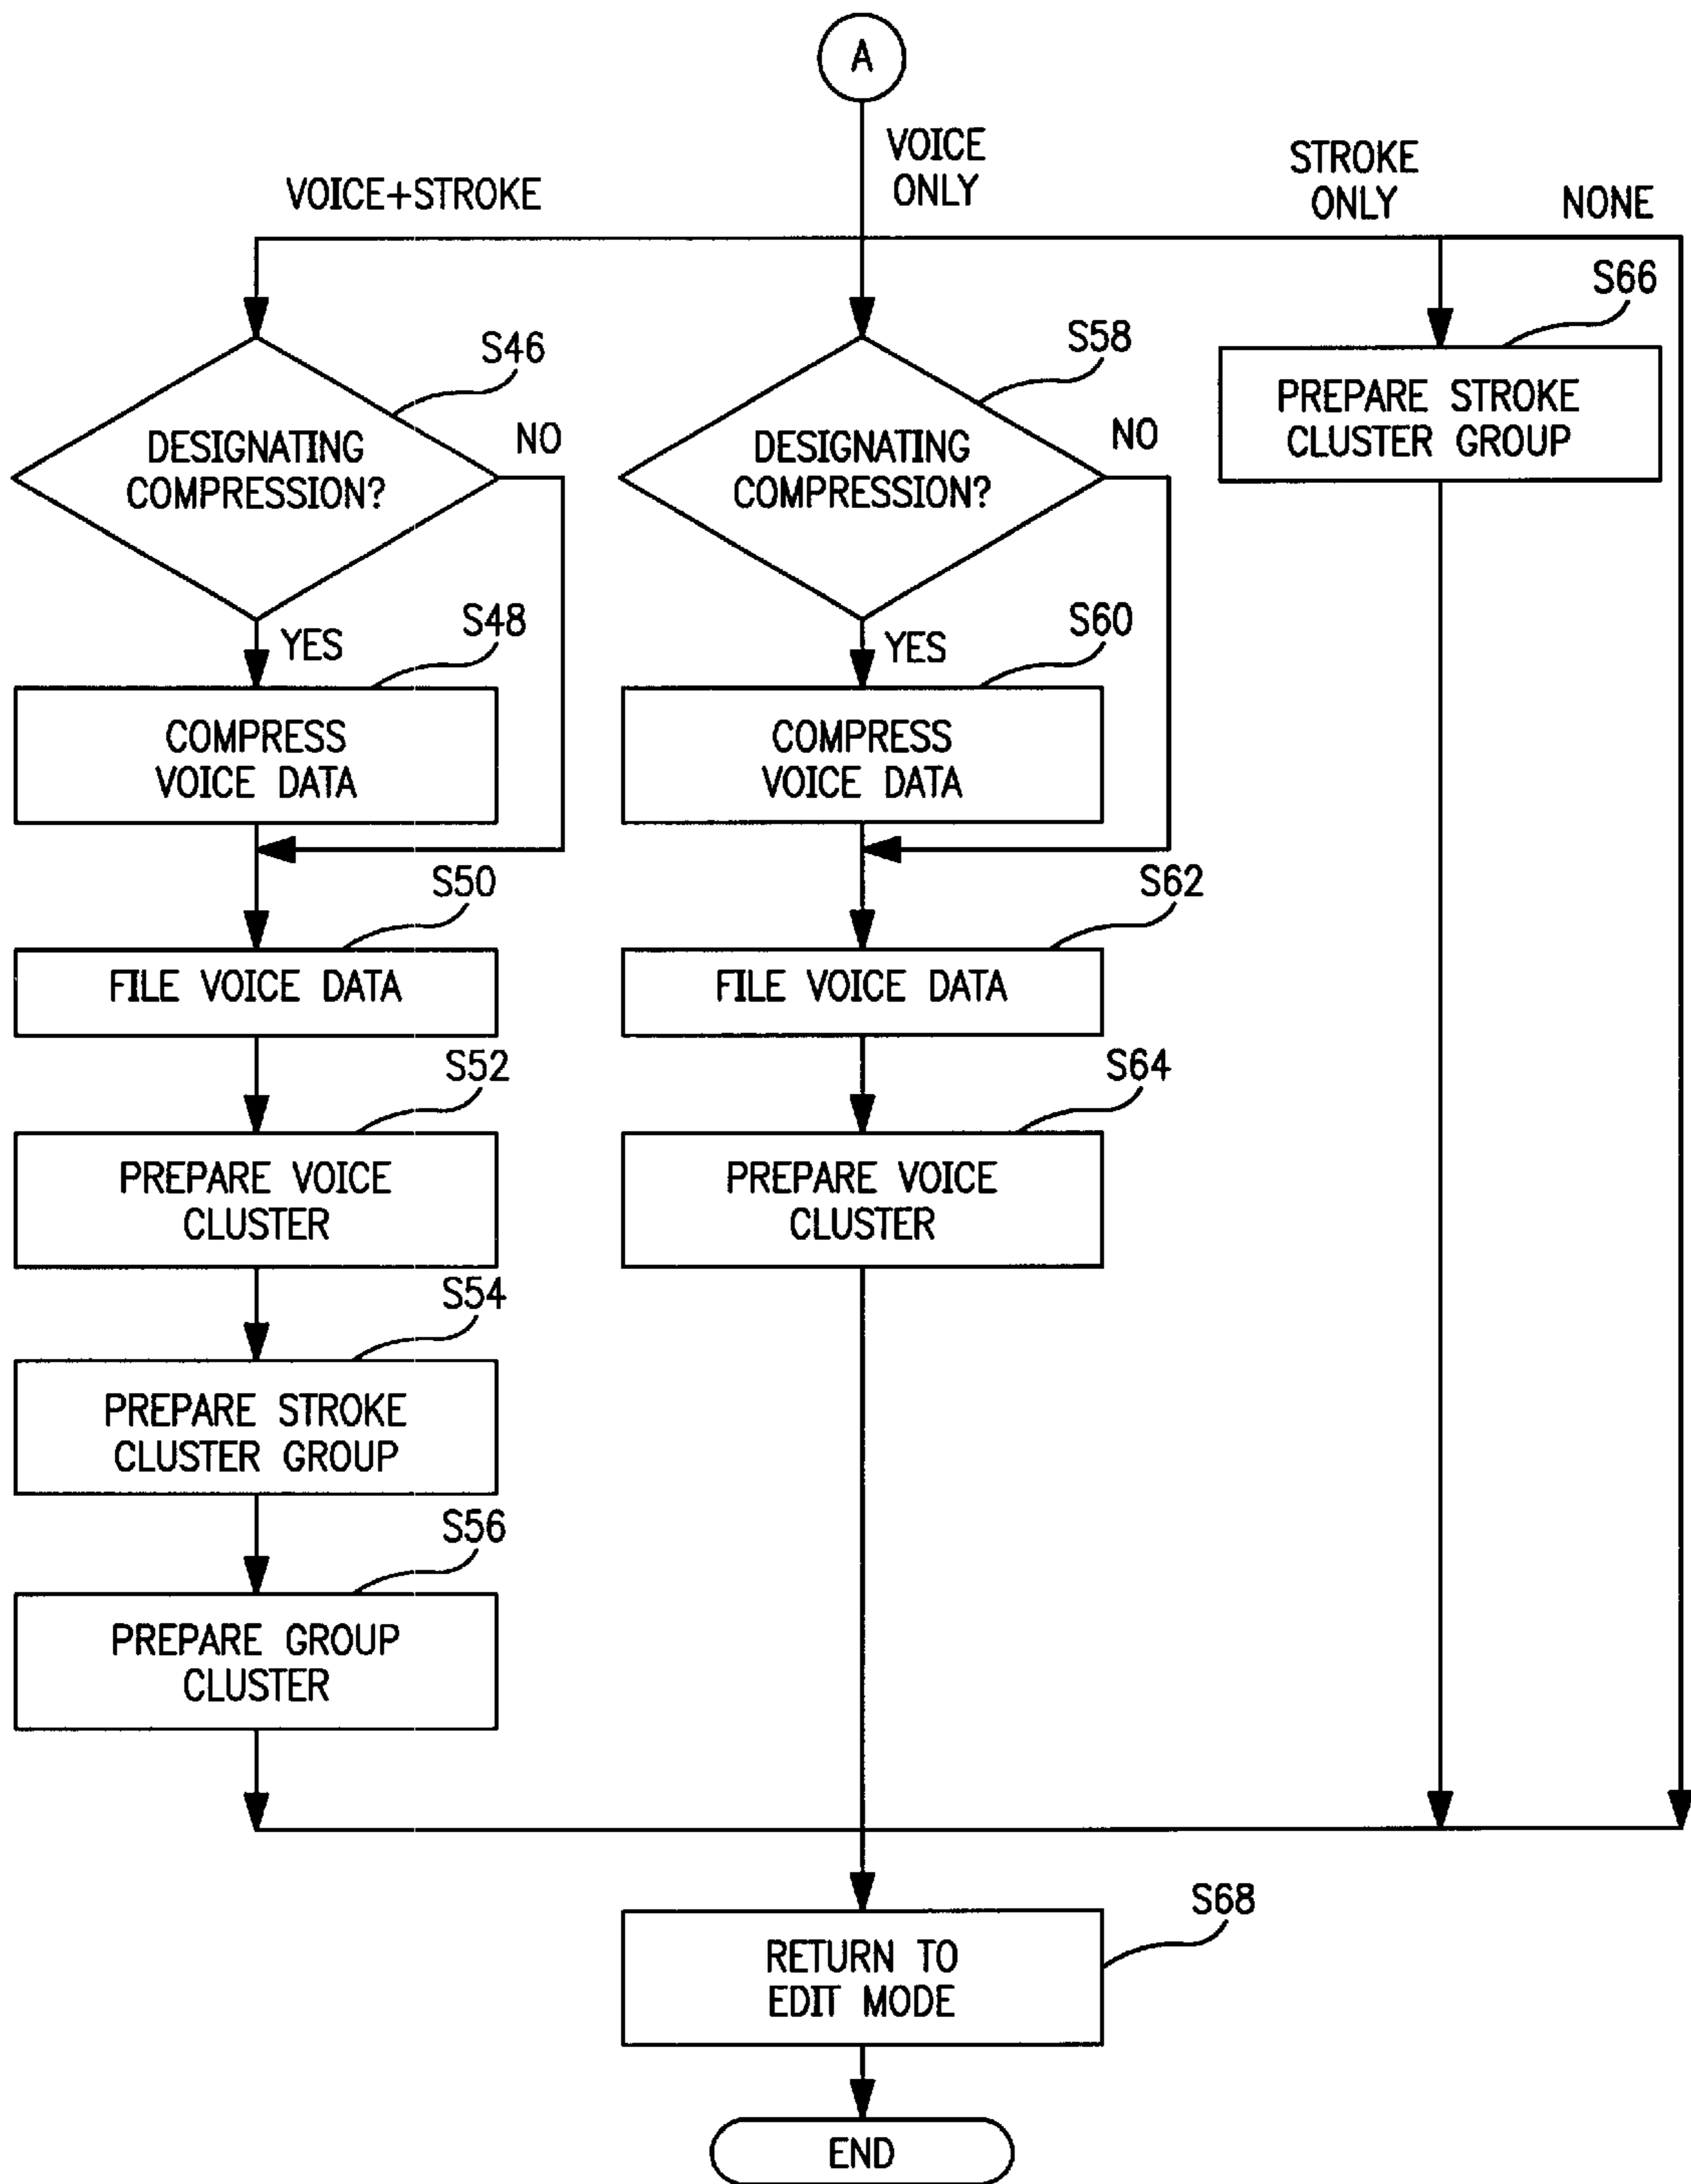 A
VOICE
ONLY
STROKE
ONLY
VOICE+STROKE
NONE
S66
S46
S58
PREPARE STROKE
CLUSTER GROUP
DESIGNATING
COMPRESSION?
NO
DESIGNATING
COMPRESSION?
NO
S48
YES
S60
YES
COMPRESS
VOICE DATA
COMPRESS
VOICE DATA
S50
S62
FILE VOICE DATA
FILE VOICE DATA
S52
S64
PREPARE VOICE
CLUSTER
PREPARE VOICE
CLUSTER
S54
PREPARE STROKE
CLUSTER GROUP
S56
PREPARE GROUP
CLUSTER
S68
RETURN TO
EDIT MODE
END